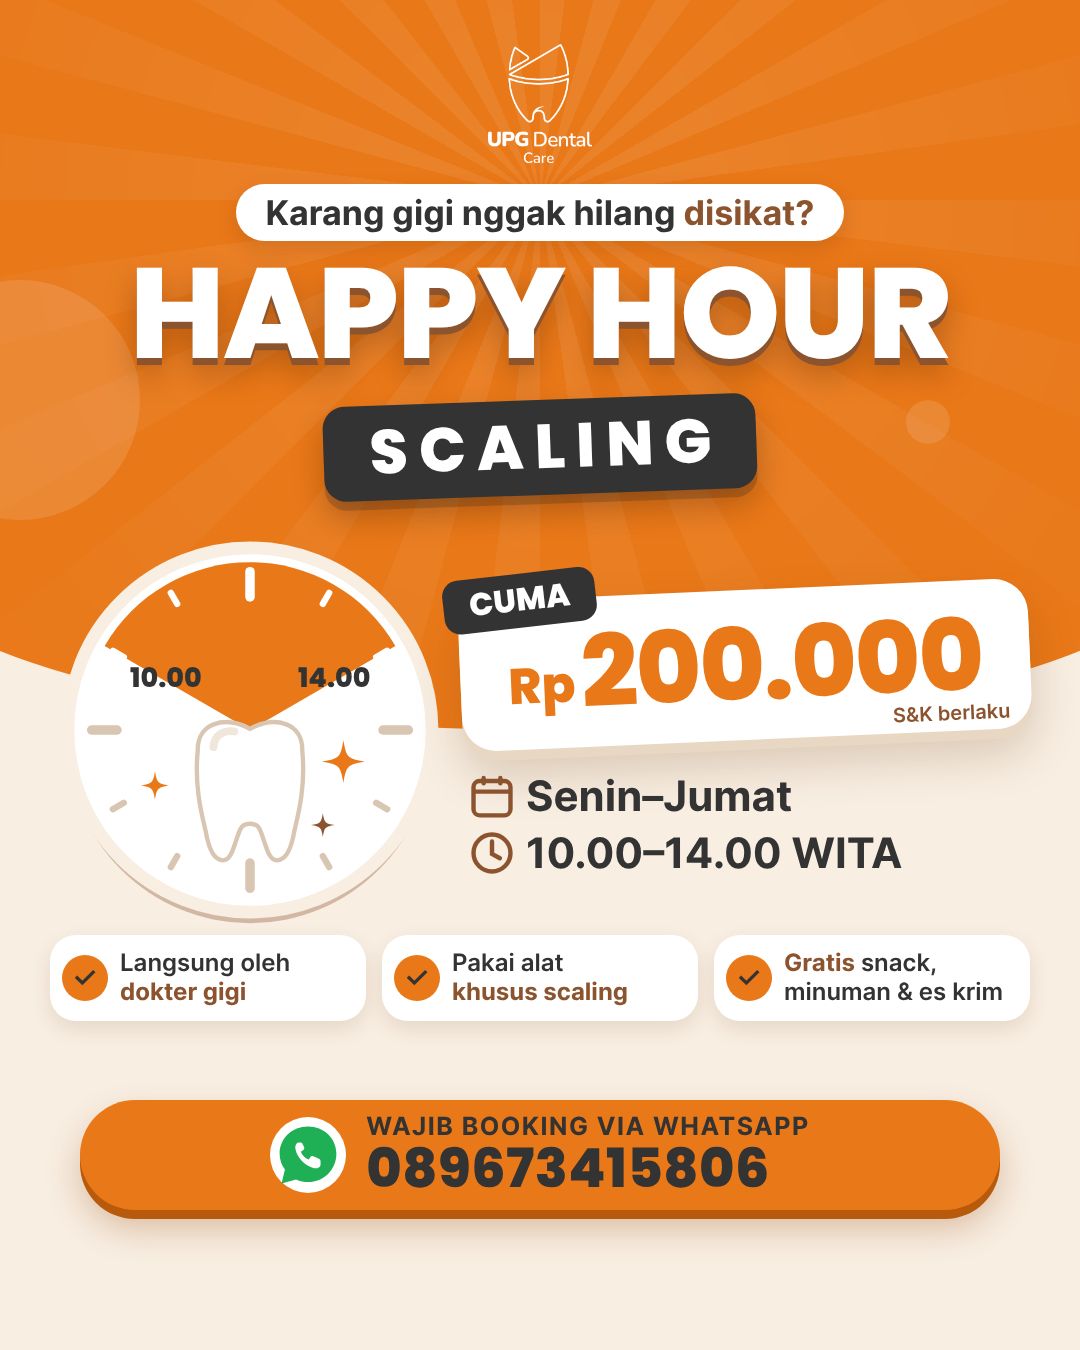 UPG Dental
Care
Karang gigi nggak hilang disikat?
HAPPY HOUR
SCALING
10.00
14.00
CUMA
Rp200.000
S&K berlaku
Senin–Jumat
10.00–14.00 WITA
Langsung oleh
dokter gigi
Pakai alat
khusus scaling
Gratis snack,
minuman & es krim
WAJIB BOOKING VIA WHATSAPP
089673415806